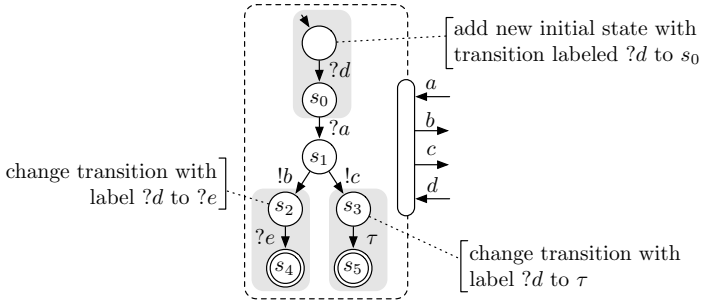 add new initial state with
transition labeled ?d to s₀
?d
s₀
a
?a
b
s₁
c
change transition with
label ?d to ?e
!b
!c
d
s₂
s₃
?e
τ
change transition with
label ?d to τ
s₄
s₅